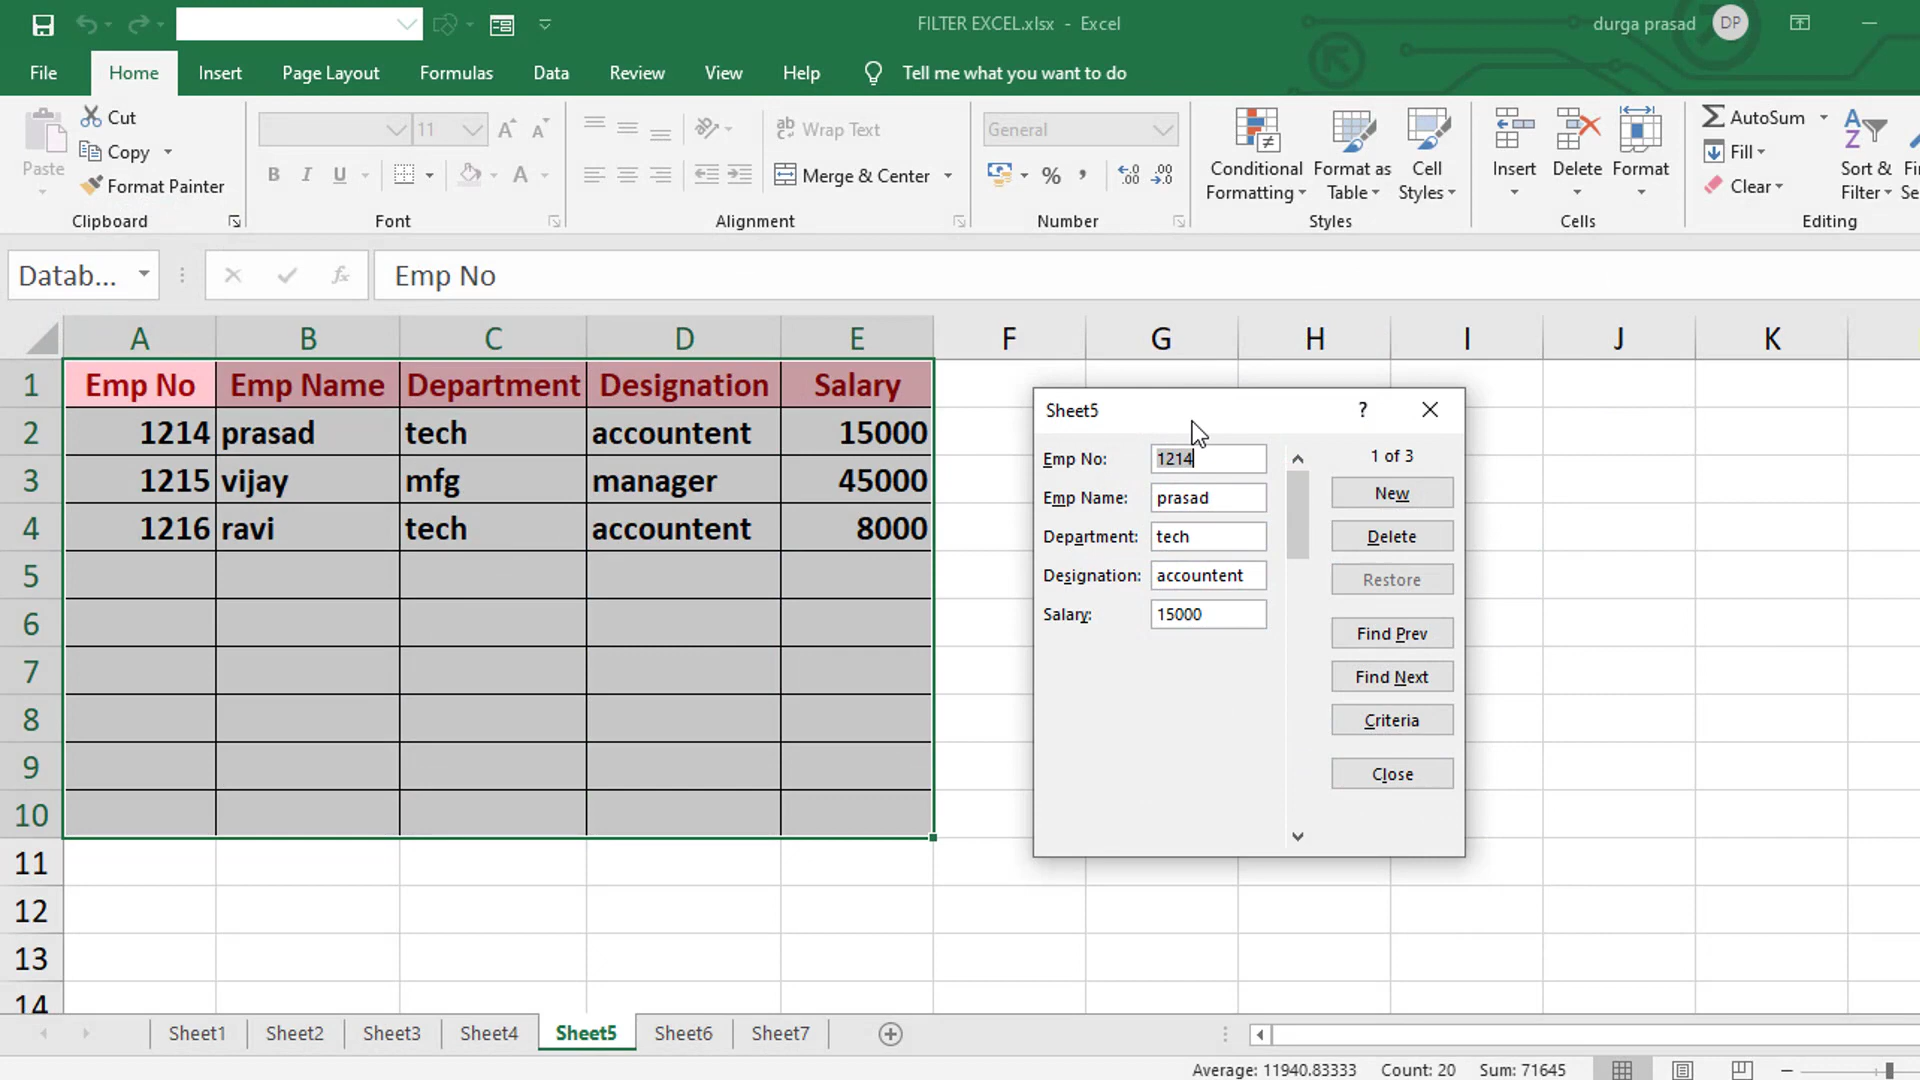 FILTER EXCEL.xlsx - Excel
durga prasad DP
File Home Insert Page Layout Formulas Data Review View Help Tell me what you want to do
Paste
Cut
Copy
Format Painter
Clipboard
11
B I U
Font
Wrap Text
Merge & Center
Alignment
General
%
Number
Conditional Formatting
Format as Table
Cell Styles
Styles
Insert Delete Format
Cells
AutoSum
Fill
Clear
Sort & Filter
Editing
Datab... fx Emp No
A B C D E F G H I J K
1 Emp No Emp Name Department Designation Salary
2 1214 prasad tech accountent 15000
3 1215 vijay mfg manager 45000
4 1216 ravi tech accountent 8000
5
6
7
8
9
10
11
12
13
14
Sheet5 ?
Emp No: 1214
Emp Name: prasad
Department: tech
Designation: accountent
Salary: 15000
1 of 3
New
Delete
Restore
Find Prev
Find Next
Criteria
Close
Sheet1 Sheet2 Sheet3 Sheet4 Sheet5 Sheet6 Sheet7
Average: 11940.83333 Count: 20 Sum: 71645